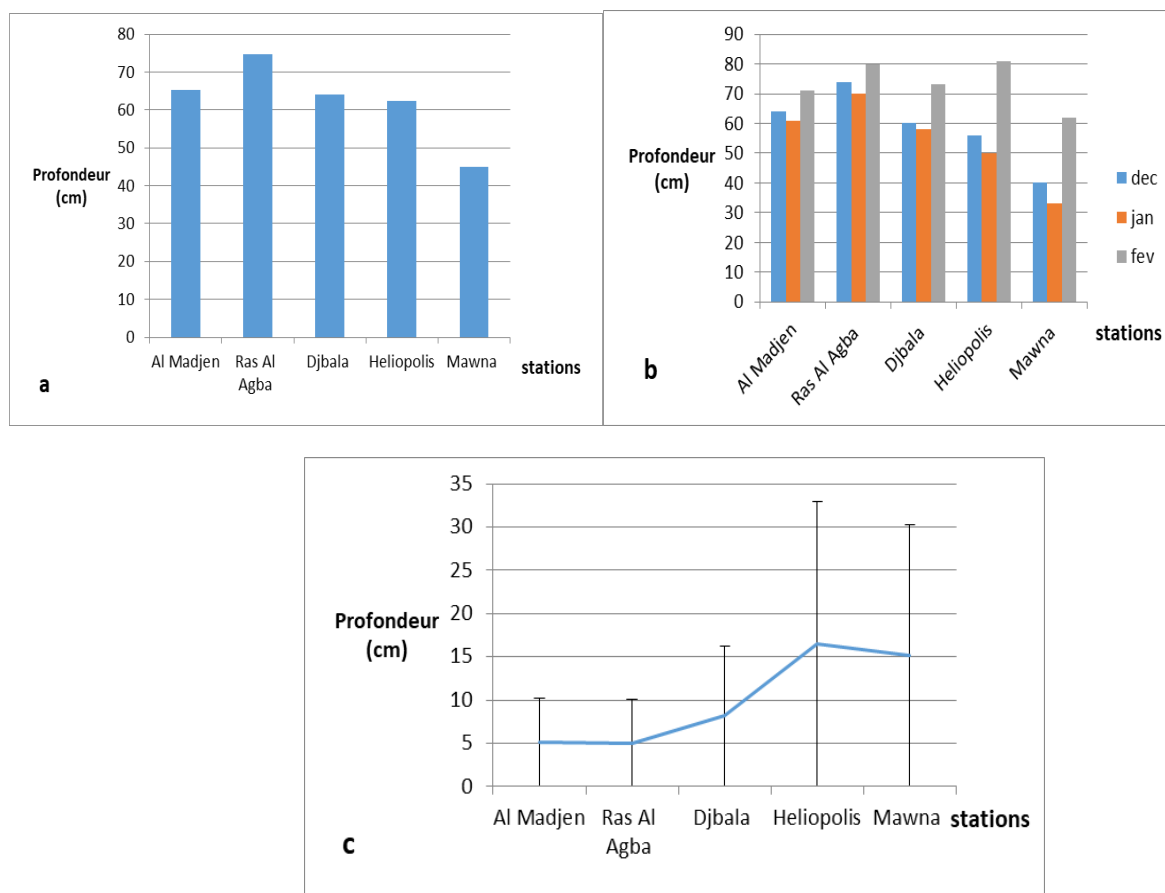 80
70
60
50
40
30
20
10
0
Profondeur
(cm)
Al Madjen
Ras Al
Agba
Djbala
Heliopolis
Mawna
stations
a
90
80
70
60
50
40
30
20
10
0
Profondeur
(cm)
dec
jan
fev
Al Madjen
Ras Al Agba
Djbala
Heliopolis
Mawna
stations
b
35
30
25
20
15
10
5
0
Profondeur
(cm)
Al Madjen
Ras Al
Agba
Djbala
Heliopolis
Mawna
stations
c